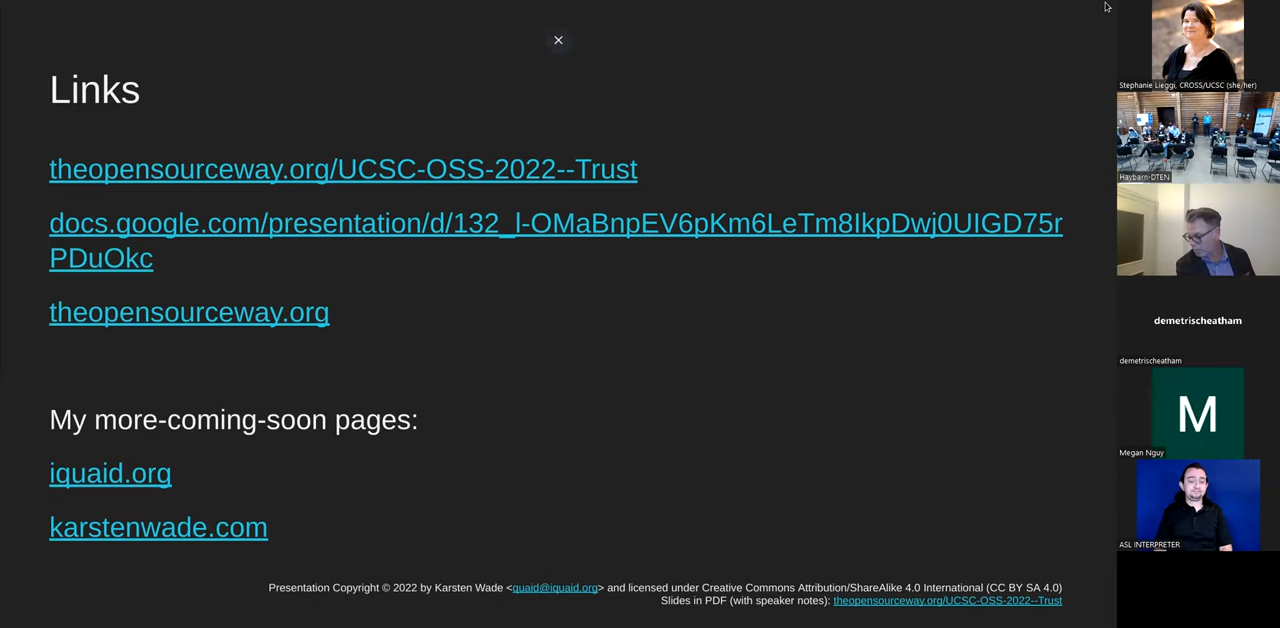 Links
theopensourceway.org/UCSC-OSS-2022--Trust
docs.google.com/presentation/d/132_l-OMaBnpEV6pKm6LeTm8IkpDwj0UIGD75r
PDuOkc
theopensourceway.org
My more-coming-soon pages:
iquaid.org
karstenwade.com
Presentation Copyright © 2022 by Karsten Wade <quaid@iquaid.org> and licensed under Creative Commons Attribution/ShareAlike 4.0 International (CC BY SA 4.0)
Slides in PDF (with speaker notes): theopensourceway.org/UCSC-OSS-2022--Trust
Stephanie Lieggi, CROSS/UCSC (she/her)
Haybarn-DTEN
demetrischeatham
demetrischeatham
M
Megan Nguy
ASL INTERPRETER